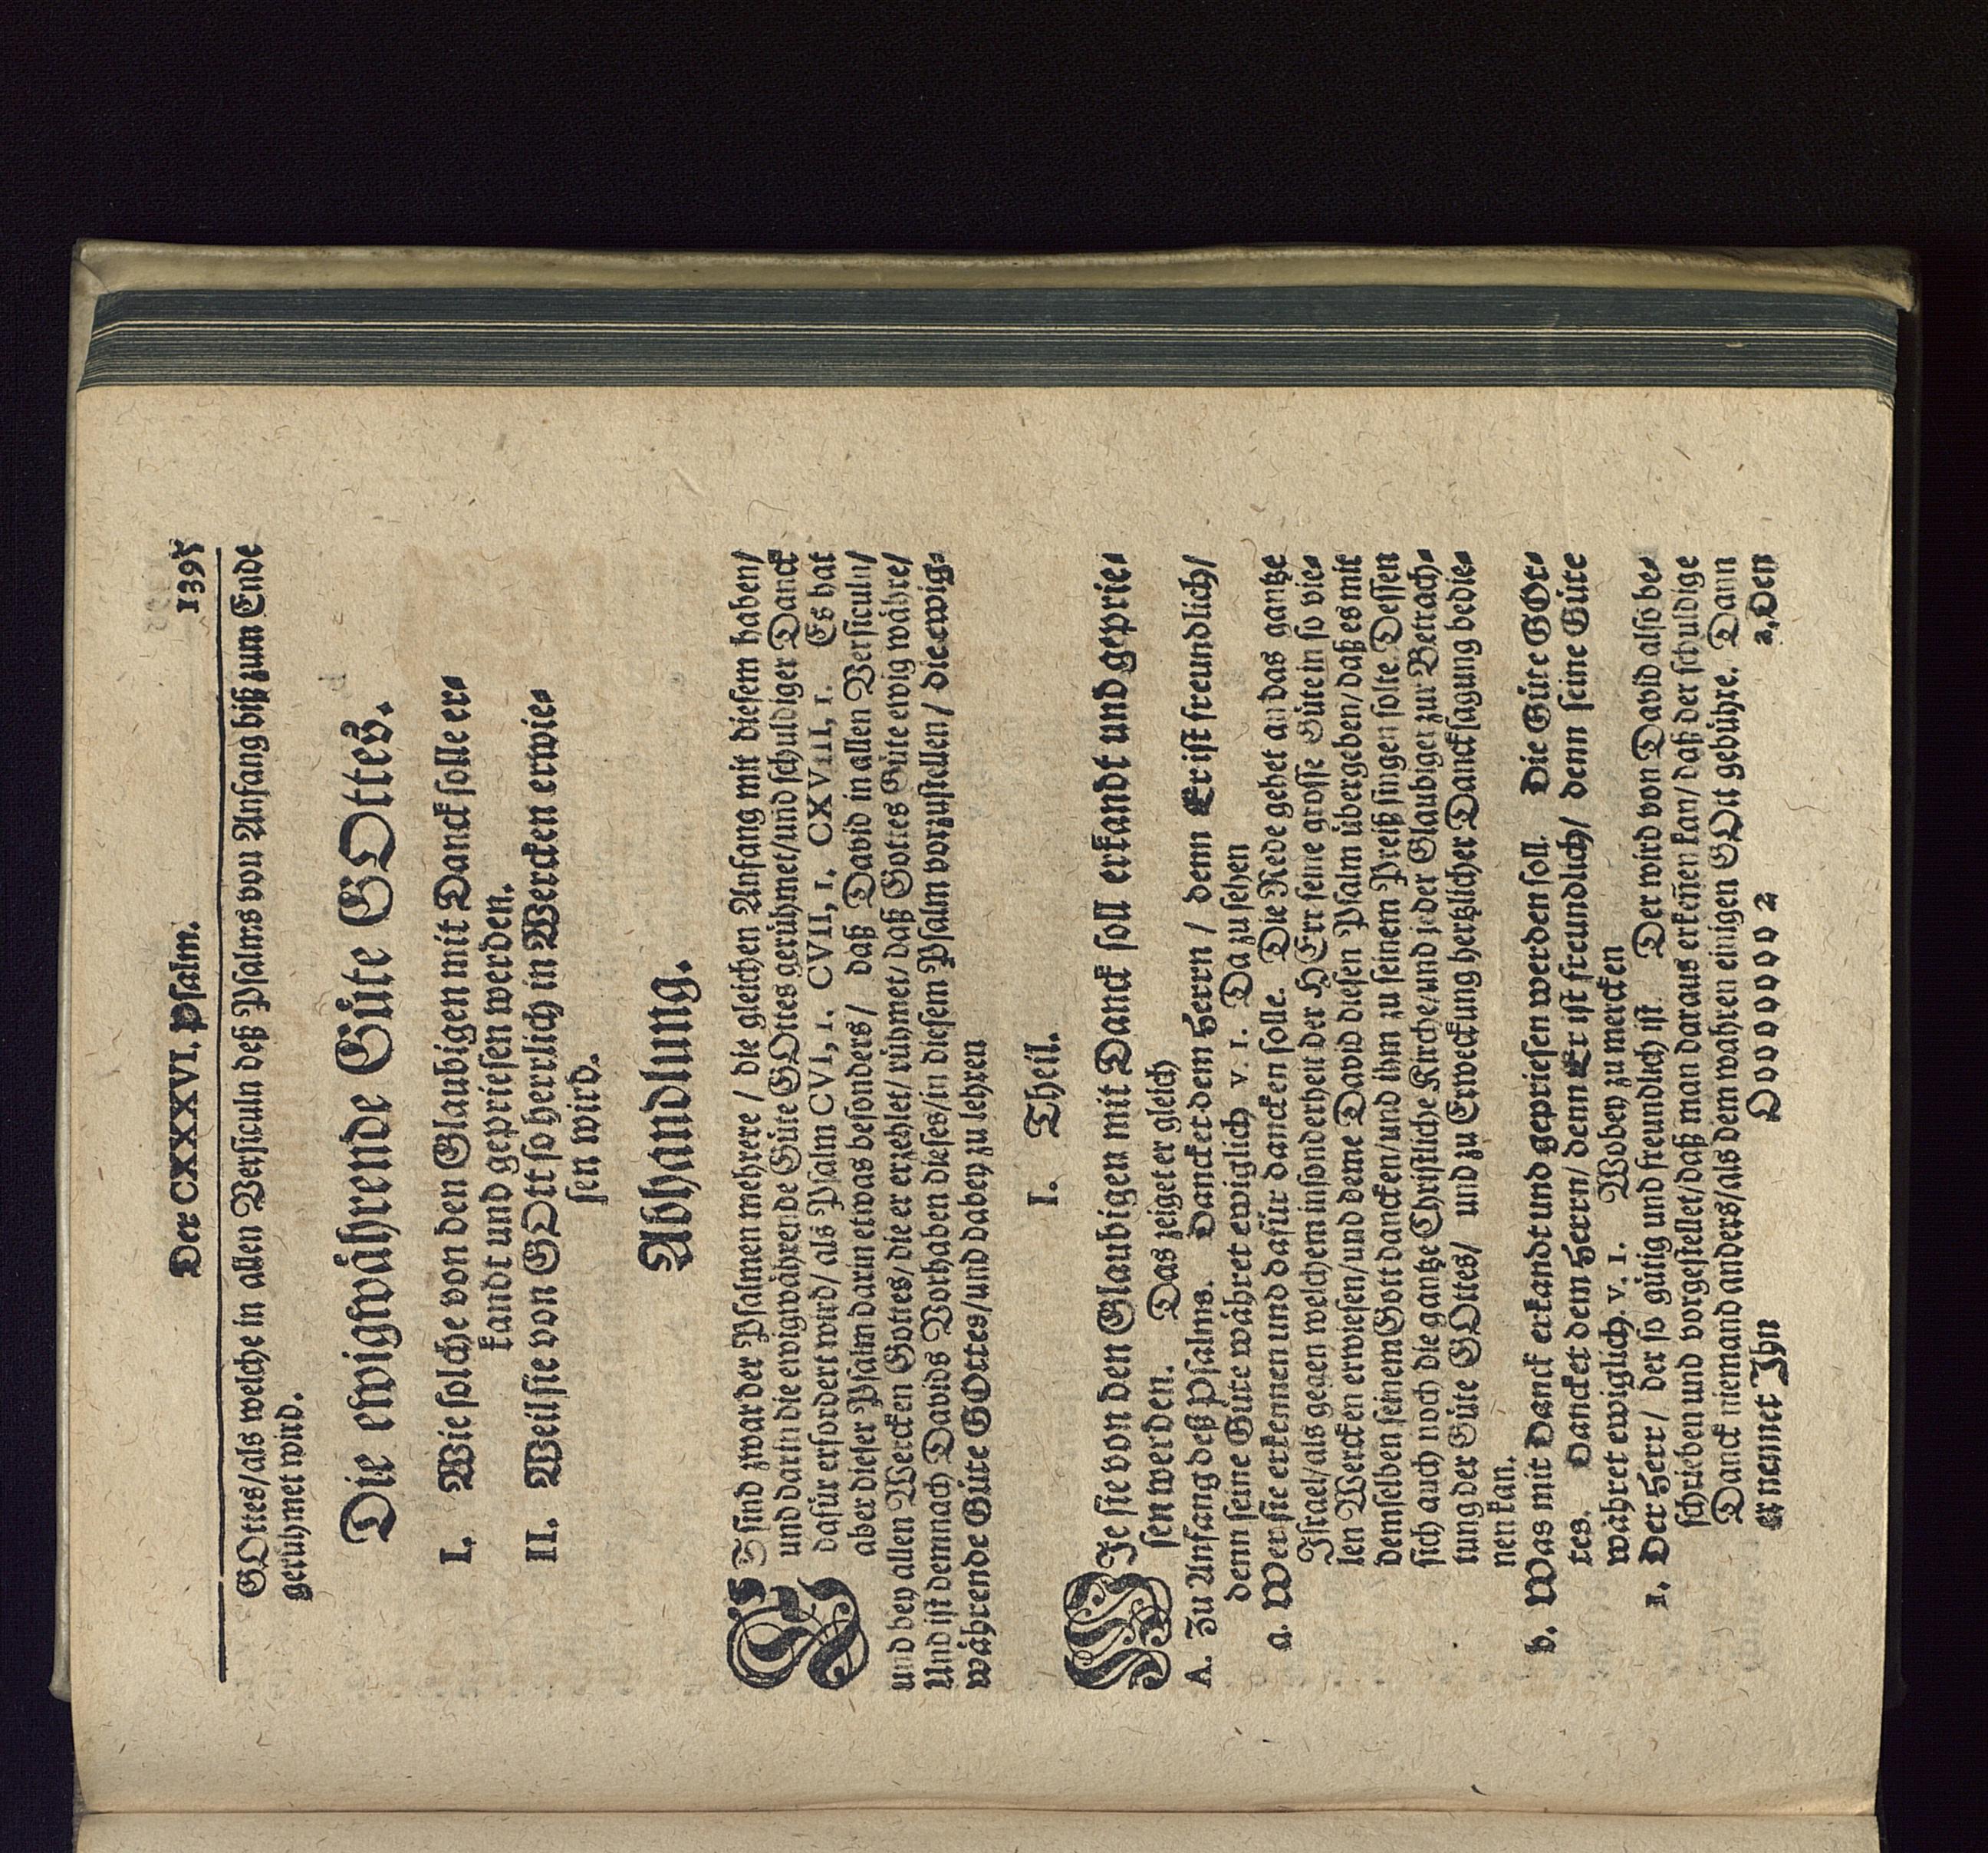 Der CXXXVI. Psalm. 1395
GOttes/als welche in allen Versiculn deß Psalms von Anfang biß zum Ende
gerühmet wird.
Die ewigwährende Güte GOttes.
I. Wie solche von den Glaubigen mit Danck solle er⸗
kandt und gepriesen werden.
II. Weil sie von GOtt so herrlich in Wercken erwie⸗
sen wird.
Abhandlung.
ES sind zwar der Psalmen mehrere / die gleichen Anfang mit diesem haben/
und darin die ewigwährende Güte GOttes gerühmet/und schuldiger Danck
dafür erfordert wird/ als Psalm CVI, 1. CVII, 1. CXVIII, 1. Es hat
aber dieser Psalm darin etwas besonders/ daß David in allen Versiculn/
und bey allen Wercken Gottes/ die er erzehlet/ rühmet/ daß Gottes Güte ewig währe/
Und ist demnach Davids Vorhaben dieses/in diesem Psalm vorzustellen / die ewig⸗
währende Güte GOttes/und dabey zu lehren
I. Theil.
WIe sie von den Glaubigen mit Danck soll erkandt und geprie⸗
sen werden. Das zeiget er gleich
A. Zu Anfang deß Psalms. Dancket dem Herrn / denn Er ist freundlich/
denn seine Güte währet ewiglich v. 1. Da zu sehen
a. Wer sie erkennen und dafür dancken solle. Die Rede gehet an das gantze
Israel/als gegen welchem insonderheit der HErr seine grosse Güte in so vie⸗
len Wercken erwiesen/und deme David diesen Psalm übergeben/ daß es mit
demselben seinem Gott dancken/und ihm zu seinem Preiß singen solte. Dessen
sich auch noch die gantze Christliche Kirche/und jeder Glaubiger zur Betrach⸗
tung der Güte GOttes/ und zu Erweckung hertzlicher Dancksagung bedie⸗
nen kan.
b. Was mit Danck erkandt und gepriesen werden soll. Die Güte GOt⸗
tes. Dancket dem Herrn/ denn Er ist freundlich/ denn seine Güte
währet ewiglich. v. 1. Wobey zu mercken
1. Der Herr / der so gütig und freundlich ist. Der wird von David also be⸗
schrieben und vorgestellet/daß man daraus erkeñen kan/ daß der schuldige
Danck niemand anders/als dem wahren einigen GOtt gebühre. Dann
er nennet Ihn Oooooooo 2 a, Den